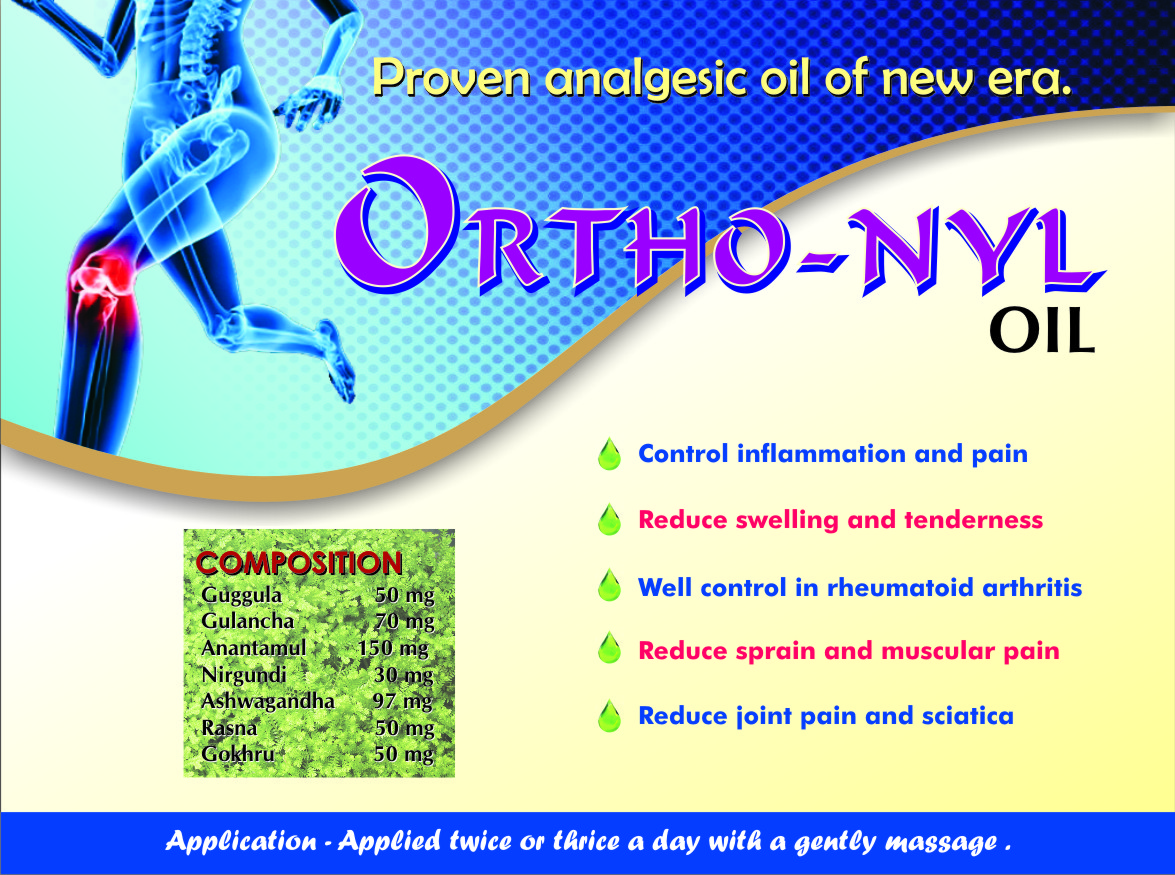 Proven analgesic oil of new era.
ORTHO-NYL
OIL
Control inflammation and pain
Reduce swelling and tenderness
Well control in rheumatoid arthritis
Reduce sprain and muscular pain
Reduce joint pain and sciatica
COMPOSITION
Guggula 50 mg
Gulancha 70 mg
Anantamul 150 mg
Nirgundi 30 mg
Ashwagandha 97 mg
Rasna 50 mg
Gokhru 50 mg
Application - Applied twice or thrice a day with a gently massage .